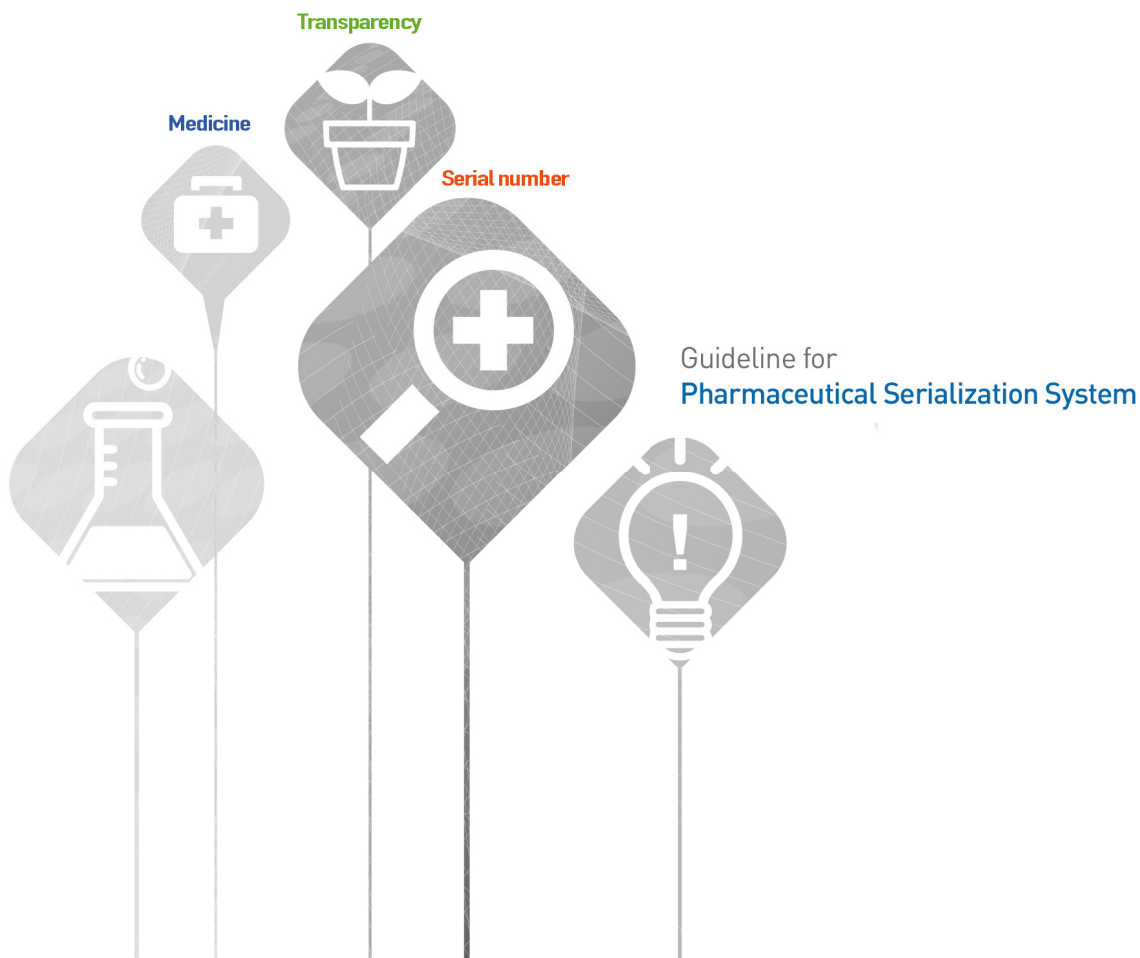 Transparency
Medicine
Serial number
Guideline for
Pharmaceutical Serialization System